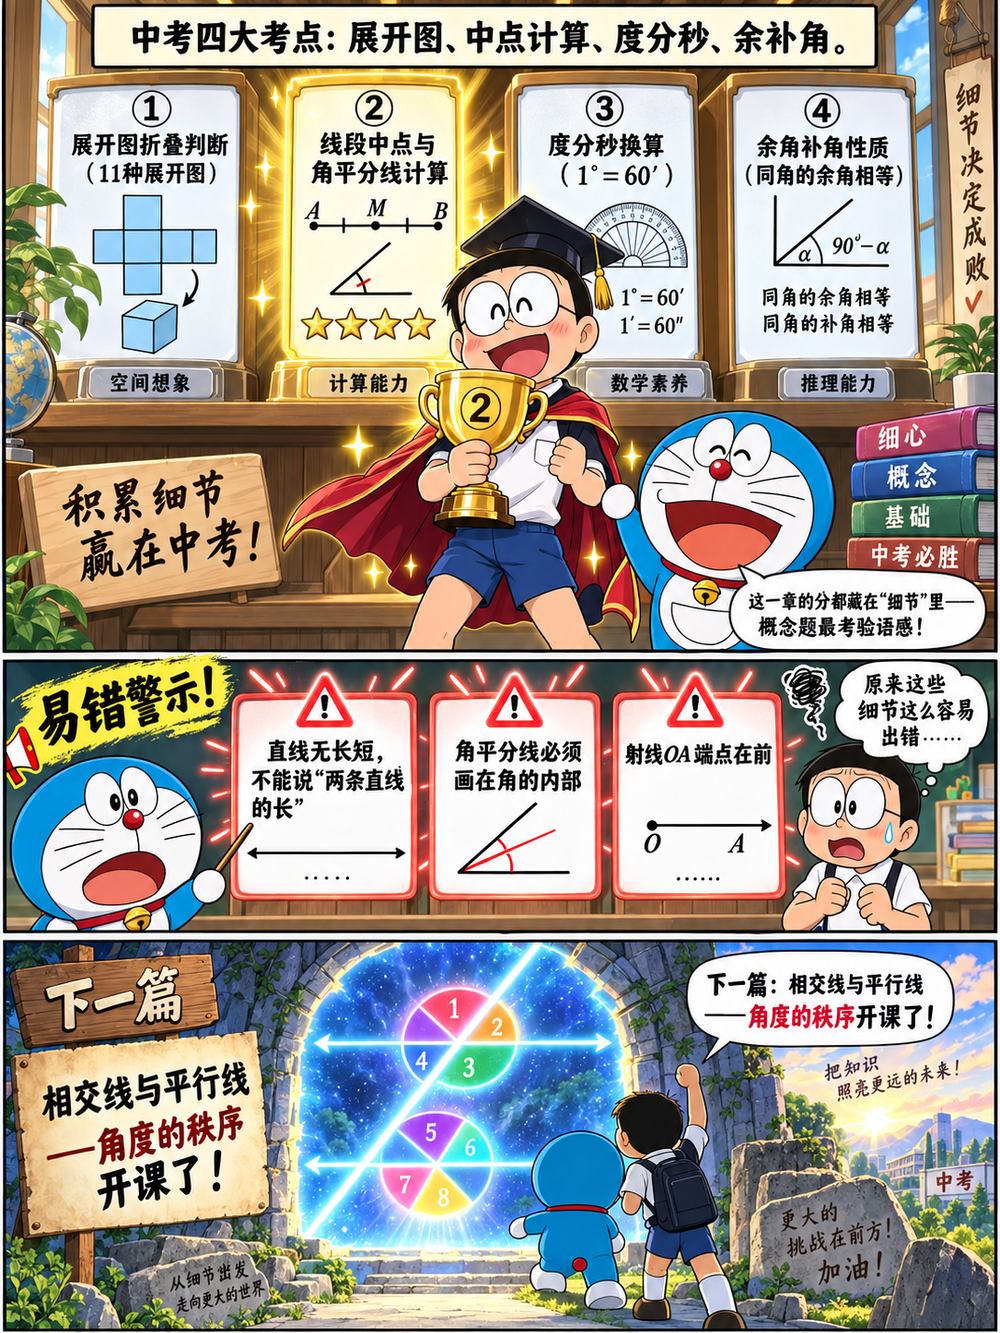 中考四大考点：展开图、中点计算、度分秒、余补角。
①
展开图折叠判断
（11种展开图）
空间想象
②
线段中点与
角平分线计算
A M B
计算能力
③
度分秒换算
（1°=60′）
1°=60′
1′=60″
数学素养
④
余角补角性质
（同角的余角相等）
α 90°-α
同角的余角相等
同角的补角相等
推理能力
细节决定成败
2
积累细节
赢在中考！
细心
概念
基础
中考必胜
这一章的分都藏在“细节”里——
概念题最考验语感！
易错警示！
!
直线无长短，
不能说“两条直线
的长”
.....
!
角平分线必须
画在角的内部
!
射线OA端点在前
O A
......
原来这些
细节这么容易
出错……
下一篇
相交线与平行线
——角度的秩序
开课了！
1
2
3
4
5
6
7
8
下一篇：相交线与平行线
——角度的秩序开课了！
把知识
照亮更远的未来！
中考
更大的
挑战在前方！
加油！
从细节出发
走向更大的世界